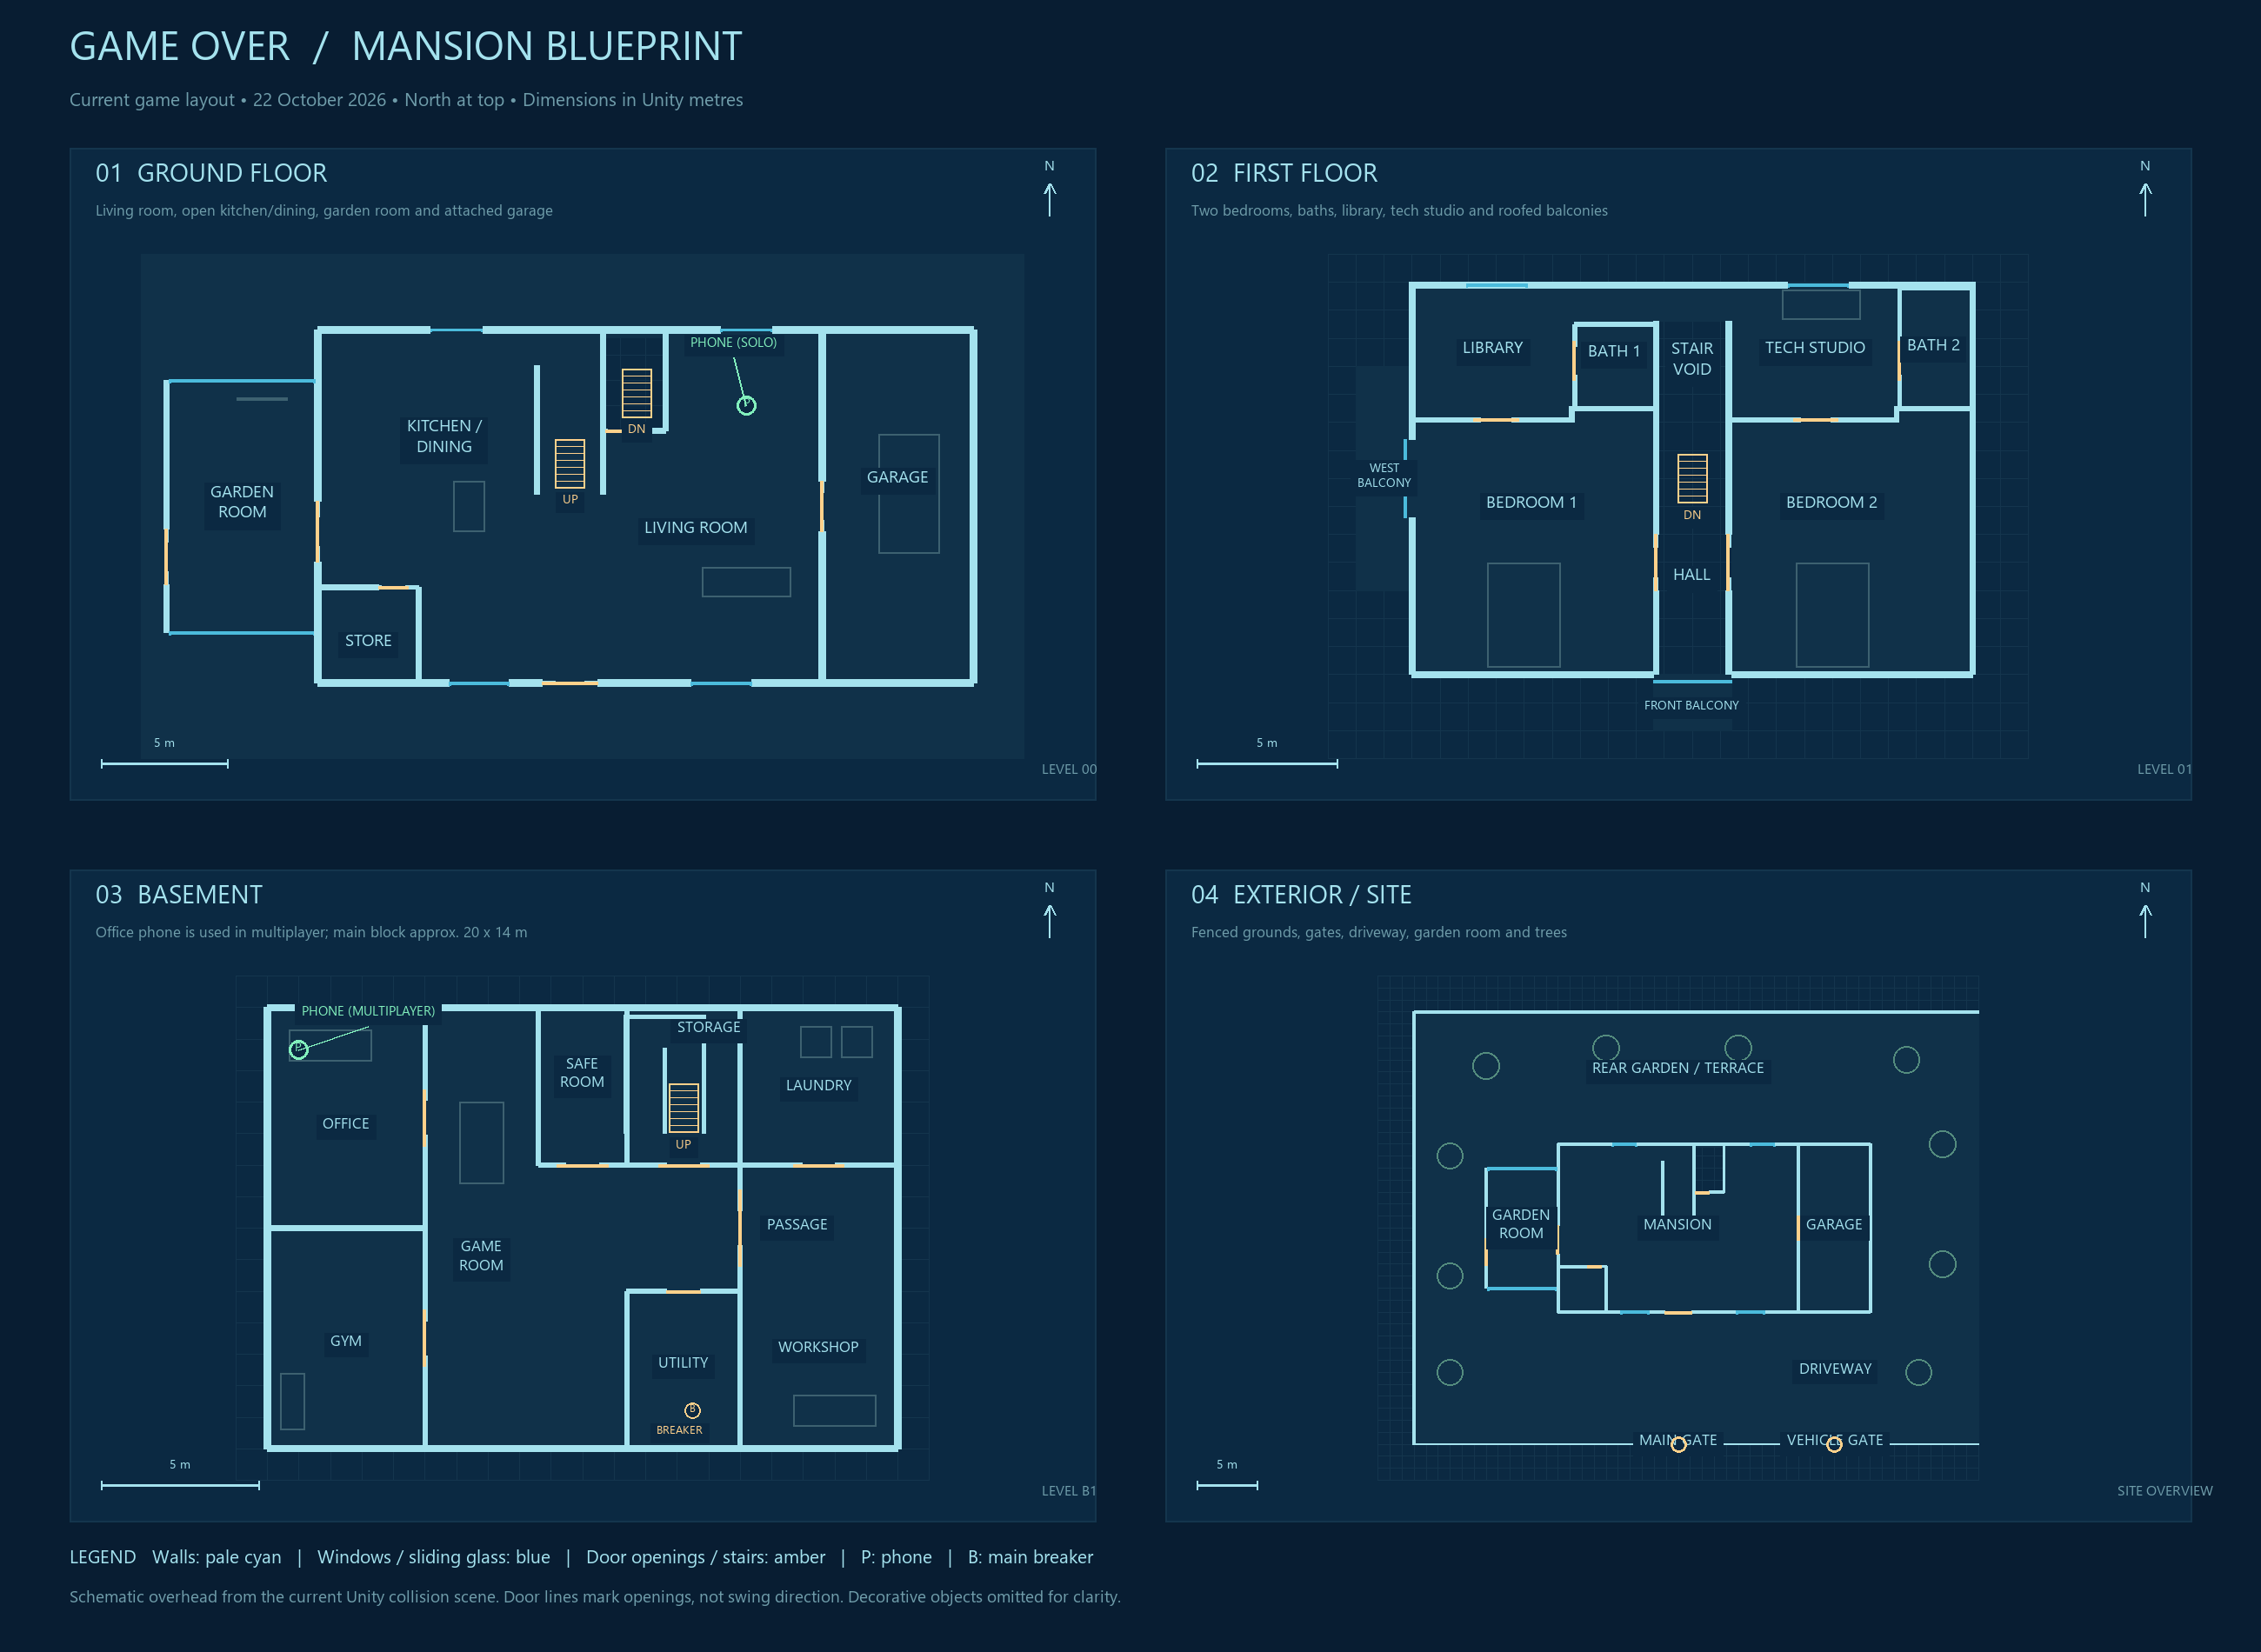 GAME OVER / MANSION BLUEPRINT
Current game layout • 22 October 2026 • North at top • Dimensions in Unity metres
01 GROUND FLOOR
N
Living room, open kitchen/dining, garden room and attached garage
PHONE (SOLO)
P
KITCHEN /
DINING
DN
GARDEN
ROOM
UP
GARAGE
LIVING ROOM
STORE
5 m
LEVEL 00
02 FIRST FLOOR
N
Two bedrooms, baths, library, tech studio and roofed balconies
LIBRARY
BATH 1
STAIR
VOID
TECH STUDIO
BATH 2
WEST
BALCONY
BEDROOM 1
DN
BEDROOM 2
HALL
FRONT BALCONY
5 m
LEVEL 01
03 BASEMENT
N
Office phone is used in multiplayer; main block approx. 20 x 14 m
PHONE (MULTIPLAYER)
P
STORAGE
SAFE
ROOM
LAUNDRY
OFFICE
UP
PASSAGE
GAME
ROOM
GYM
UTILITY
WORKSHOP
B
BREAKER
5 m
LEVEL B1
04 EXTERIOR / SITE
N
Fenced grounds, gates, driveway, garden room and trees
REAR GARDEN / TERRACE
GARDEN
ROOM
MANSION
GARAGE
DRIVEWAY
MAIN GATE
VEHICLE GATE
5 m
SITE OVERVIEW
LEGEND Walls: pale cyan | Windows / sliding glass: blue | Door openings / stairs: amber | P: phone | B: main breaker
Schematic overhead from the current Unity collision scene. Door lines mark openings, not swing direction. Decorative objects omitted for clarity.